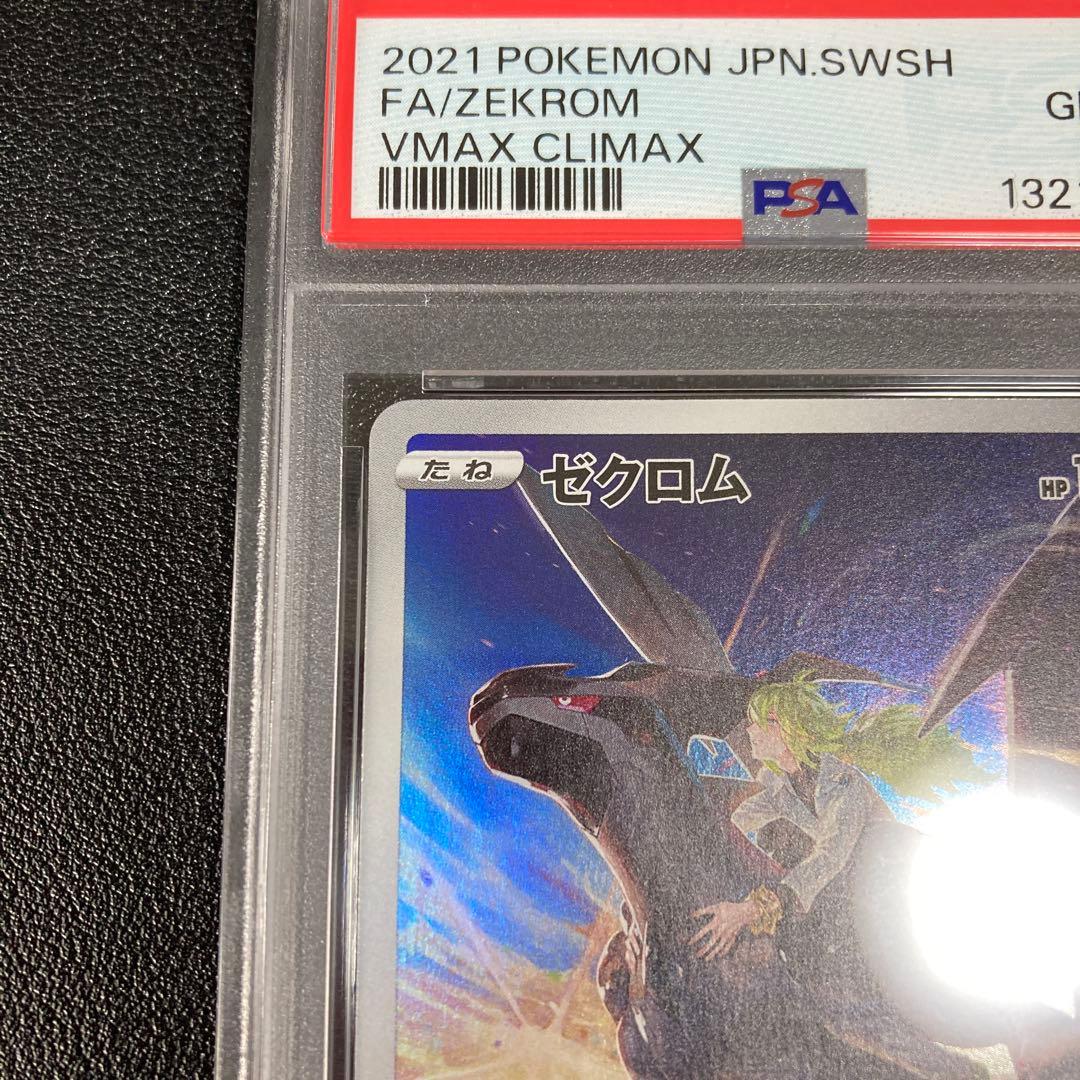 2021 POKEMON JPN.SWSH
FA/ZEKROM
VMAX CLIMAX
PSA
たね ゼクロム HP